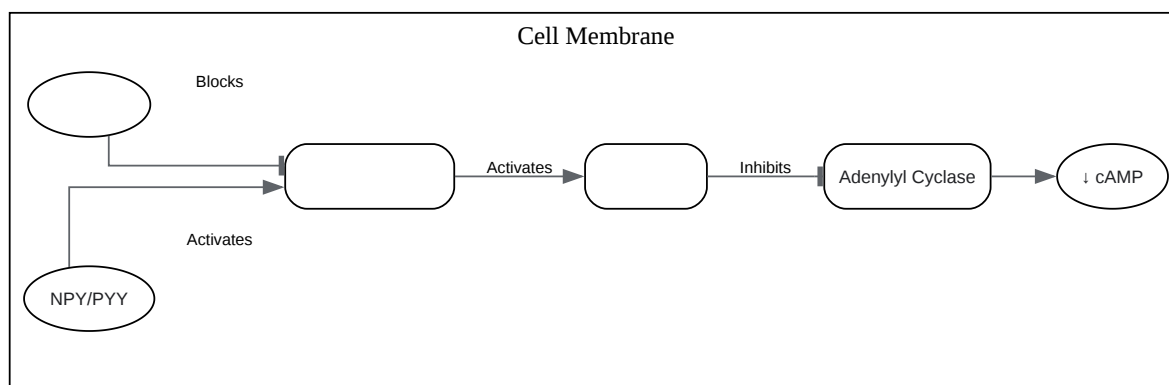 Cell Membrane
Blocks
Activates
Inhibits
Adenylyl Cyclase
↓ cAMP
Activates
NPY/PYY